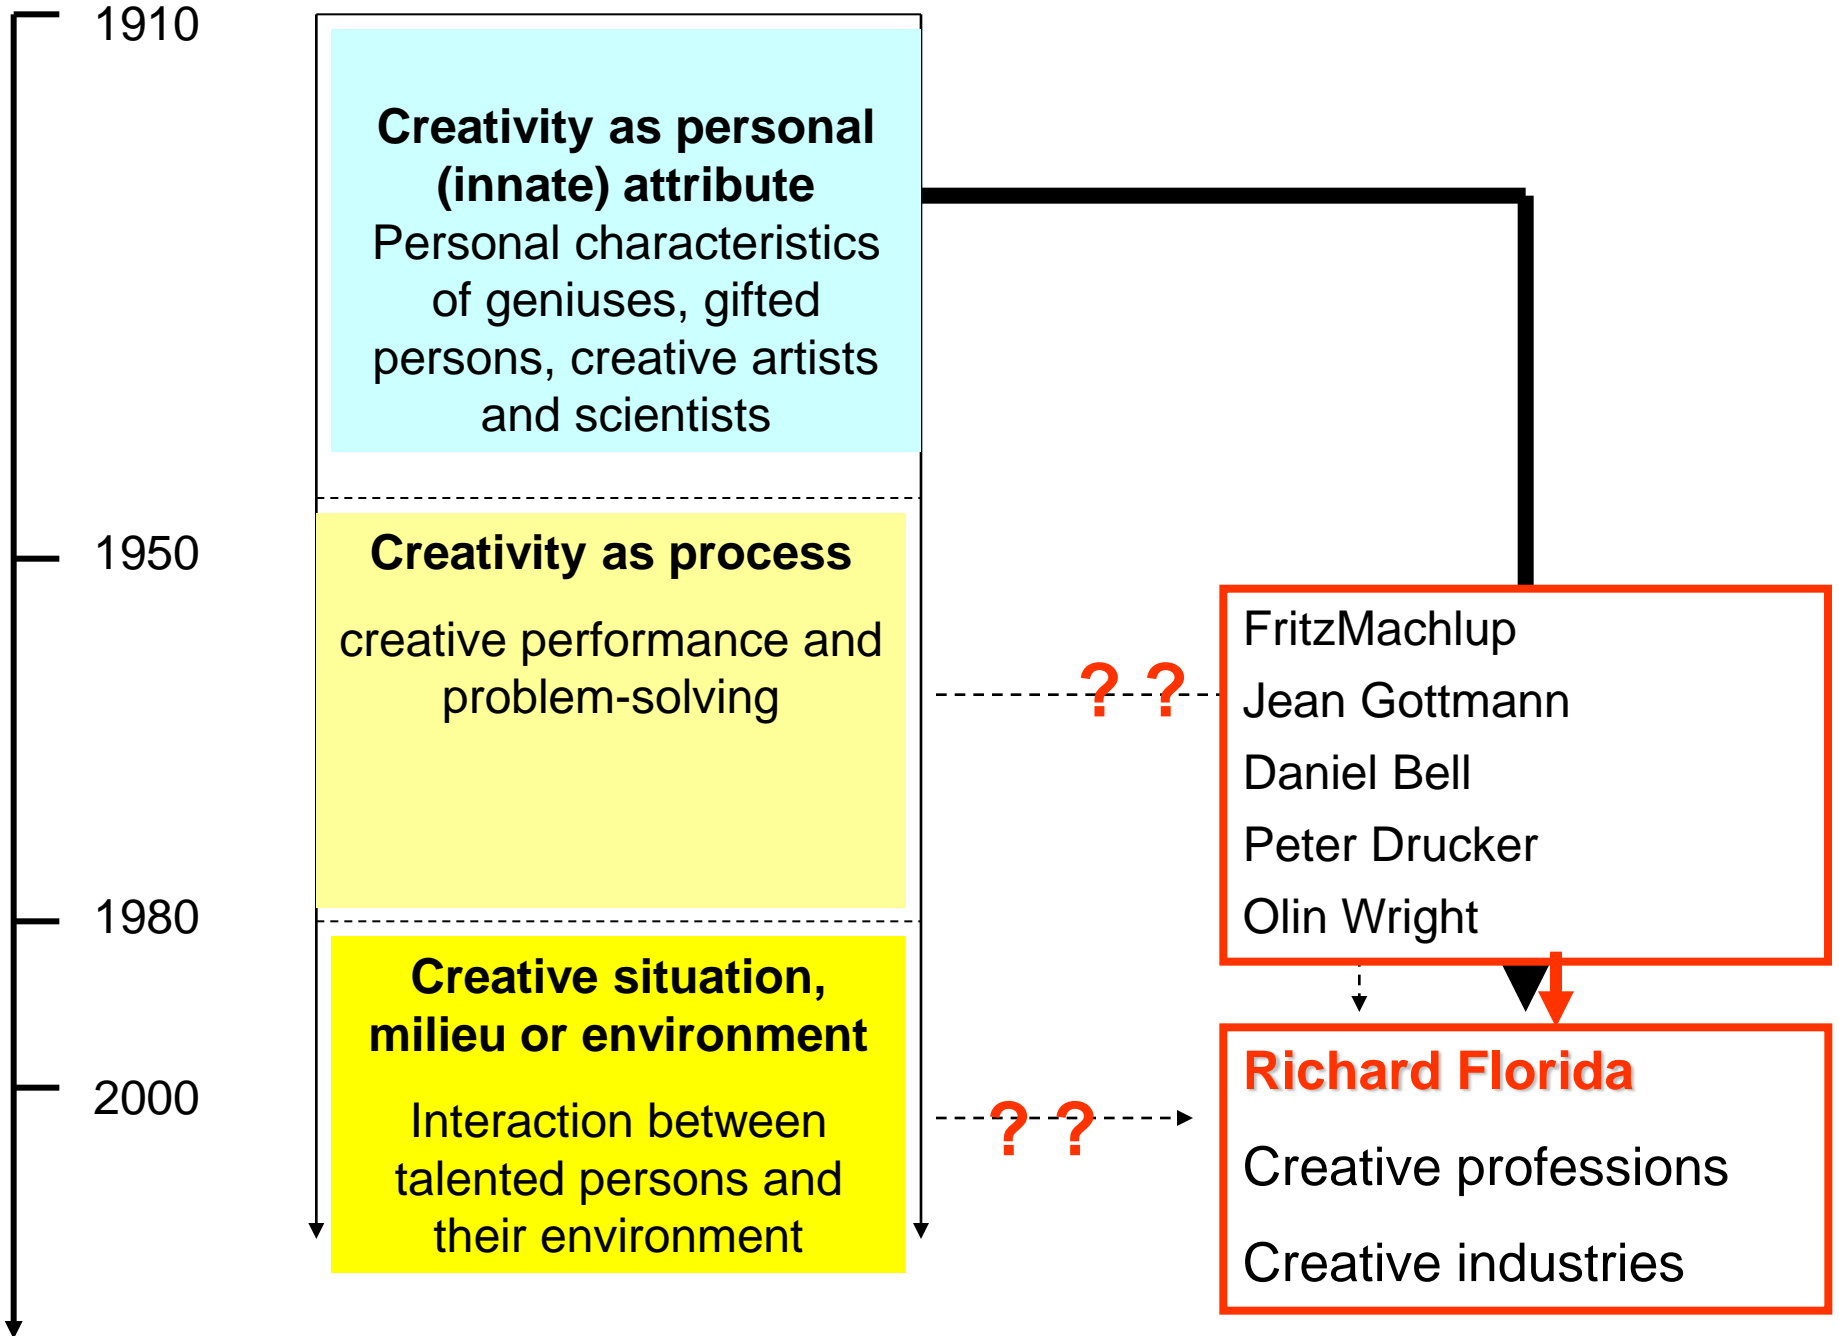 1910
Creativity as personal
(innate) attribute
Personal characteristics
of geniuses, gifted
persons, creative artists
and scientists
1950
Creativity as process
creative performance and
problem-solving
? ?
FritzMachlup
Jean Gottmann
Daniel Bell
Peter Drucker
Olin Wright
1980
Creative situation,
milieu or environment
Interaction between
talented persons and
their environment
2000
? ?
Richard Florida
Creative professions
Creative industries